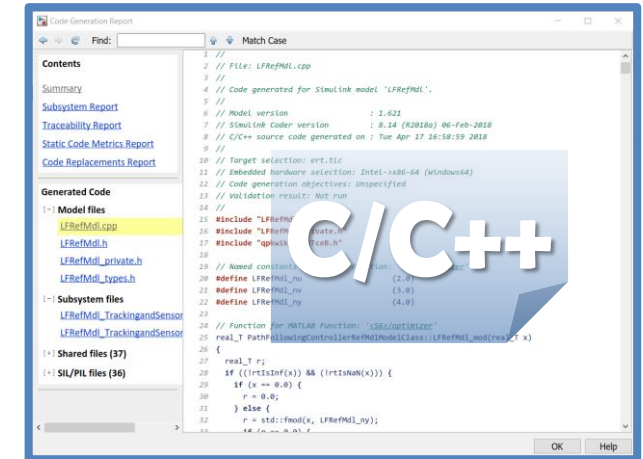 Code Generation Report
Find:
Match Case
Contents
Summary
Subsystem Report
Traceability Report
Static Code Metrics Report
Code Replacements Report
Generated Code
[-] Model files
LFRefMdl.cpp
LFRefMdl.h
LFRefMdl_private.h
LFRefMdl_types.h
[-] Subsystem files
LFRefMdl_TrackingandSensor
LFRefMdl_TrackingandSensor
[+] Shared files (37)
[+] SIL/PIL files (36)
1 //
2 // File: LFRefMdl.cpp
3 //
4 // Code generated for Simulink model 'LFRefMdl'.
5 //
6 // Model version : 1.621
7 // Simulink Coder version : 8.14 (R2018a) 06-Feb-2018
8 // C/C++ source code generated on : Tue Apr 17 16:58:59 2018
9 //
10 // Target selection: ert.tlc
11 // Embedded hardware selection: Intel->x86-64 (Windows64)
12 // Code generation objectives: Unspecified
13 // Validation result: Not run
14 //
15 #include
16 #include
17 #include
18
19 // Named
20 #define LFRefMdl_nu (2.0)
21 #define LFRefMdl_nv (3.0)
22 #define LFRefMdl_ny (4.0)
23
24 // Function for MATLAB Function: '<S6>/optimizer'
25 real_T PathFollowingControllerRefMdlModelClass::LFRefMdl_mod(real_T x)
26 {
27 real_T r;
28 if ((!rtIsInf(x)) && (!rtIsNaN(x))) {
29 if (x == 0.0) {
30 r = 0.0;
31 } else {
32 r = std::fmod(x, LFRefMdl_ny);
C/C++
OK
Help